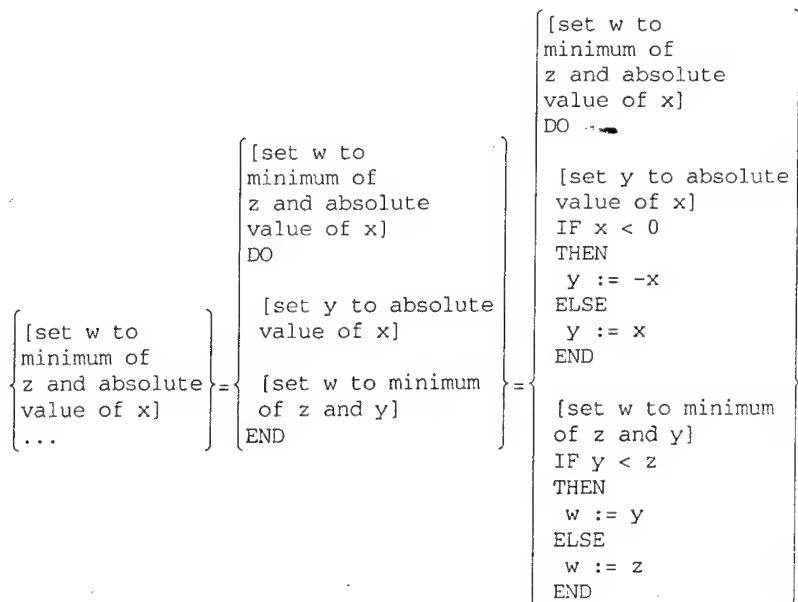 [set w to
minimum of
z and absolute
value of x]
...
=
[set w to
minimum of
z and absolute
value of x]
DO
[set y to absolute
value of x]
[set w to minimum
of z and y]
END
=
[set w to
minimum of
z and absolute
value of x]
DO
[set y to absolute
value of x]
IF x < 0
THEN
y := -x
ELSE
y := x
END
[set w to minimum
of z and y]
IF y < z
THEN
w := y
ELSE
w := z
END